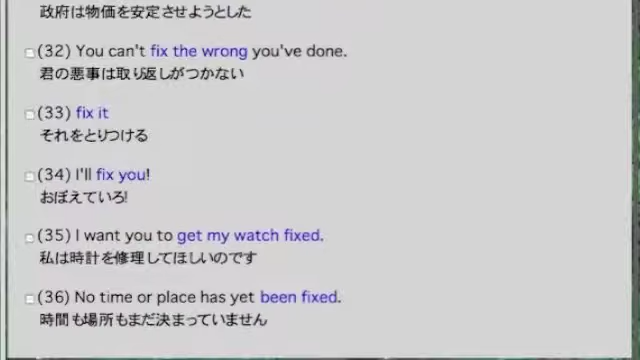 政府は物価を安定させようとした
(32) You can't fix the wrong you've done.
君の悪事は取り返しがつかない
(33) fix it
それをとりつける
(34) I'll fix you!
おぼえていろ!
(35) I want you to get my watch fixed.
私は時計を修理してほしいのです
(36) No time or place has yet been fixed.
時間も場所もまだ決まっていません